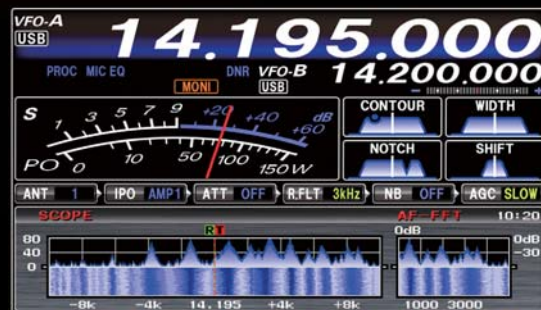 VFO-A
USB
14.195.000
PROC MIC EQ
MONI
DNR
VFO-B
USB
14.200.000
- +
S 1 3 5 7 9 +20 +40 +60 dB
PO 0 10 50 100 150 W
CONTOUR WIDTH
NOTCH SHIFT
ANT 1 IPO AMP1 ATT OFF R.FLT 3kHz NB OFF AGC SLOW
SCOPE AF-FFT 10:20
RT
80
40
0
0dB
0dB
-30
-8k -4k 14.195 +4k +8k
1000 3000